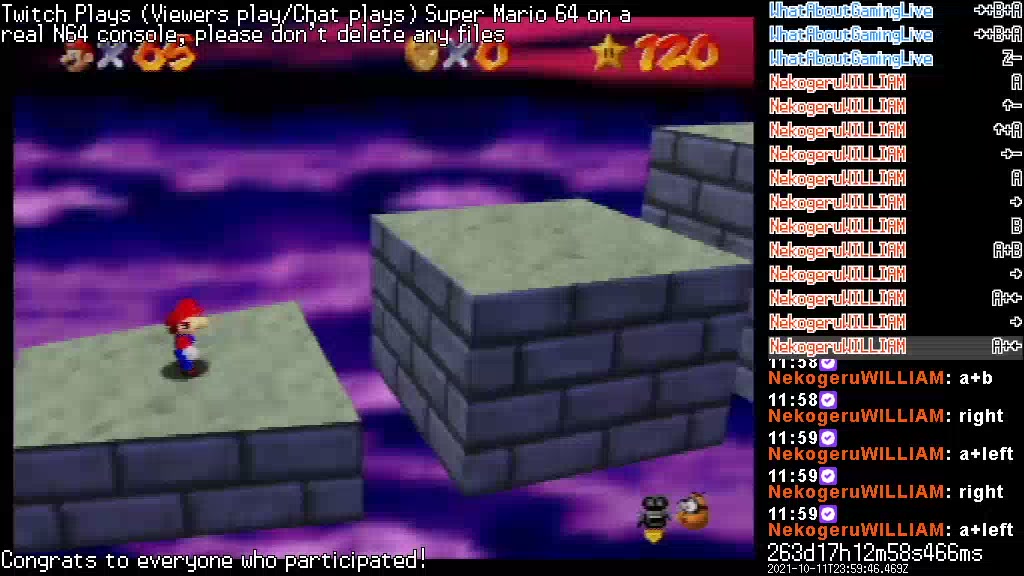 Twitch Plays (Viewers play/Chat plays) Super Mario 64 on a
real N64 console, please don't delete any files
×65 ×0 120
WhatAboutGamingLive →+B+A
WhatAboutGamingLive →+B+A
WhatAboutGamingLive Z-
NekogeruWILLIAM A
NekogeruWILLIAM ↑-
NekogeruWILLIAM ↑+A
NekogeruWILLIAM →-
NekogeruWILLIAM A
NekogeruWILLIAM →
NekogeruWILLIAM B
NekogeruWILLIAM A+B
NekogeruWILLIAM →
NekogeruWILLIAM A+←
NekogeruWILLIAM →
NekogeruWILLIAM A+←
11:58
NekogeruWILLIAM: a+b
11:58
NekogeruWILLIAM: right
11:59
NekogeruWILLIAM: a+left
11:59
NekogeruWILLIAM: right
11:59
NekogeruWILLIAM: a+left
Congrats to everyone who participated!
263d17h12m58s466ms
2021-10-11T23:59:46.469Z